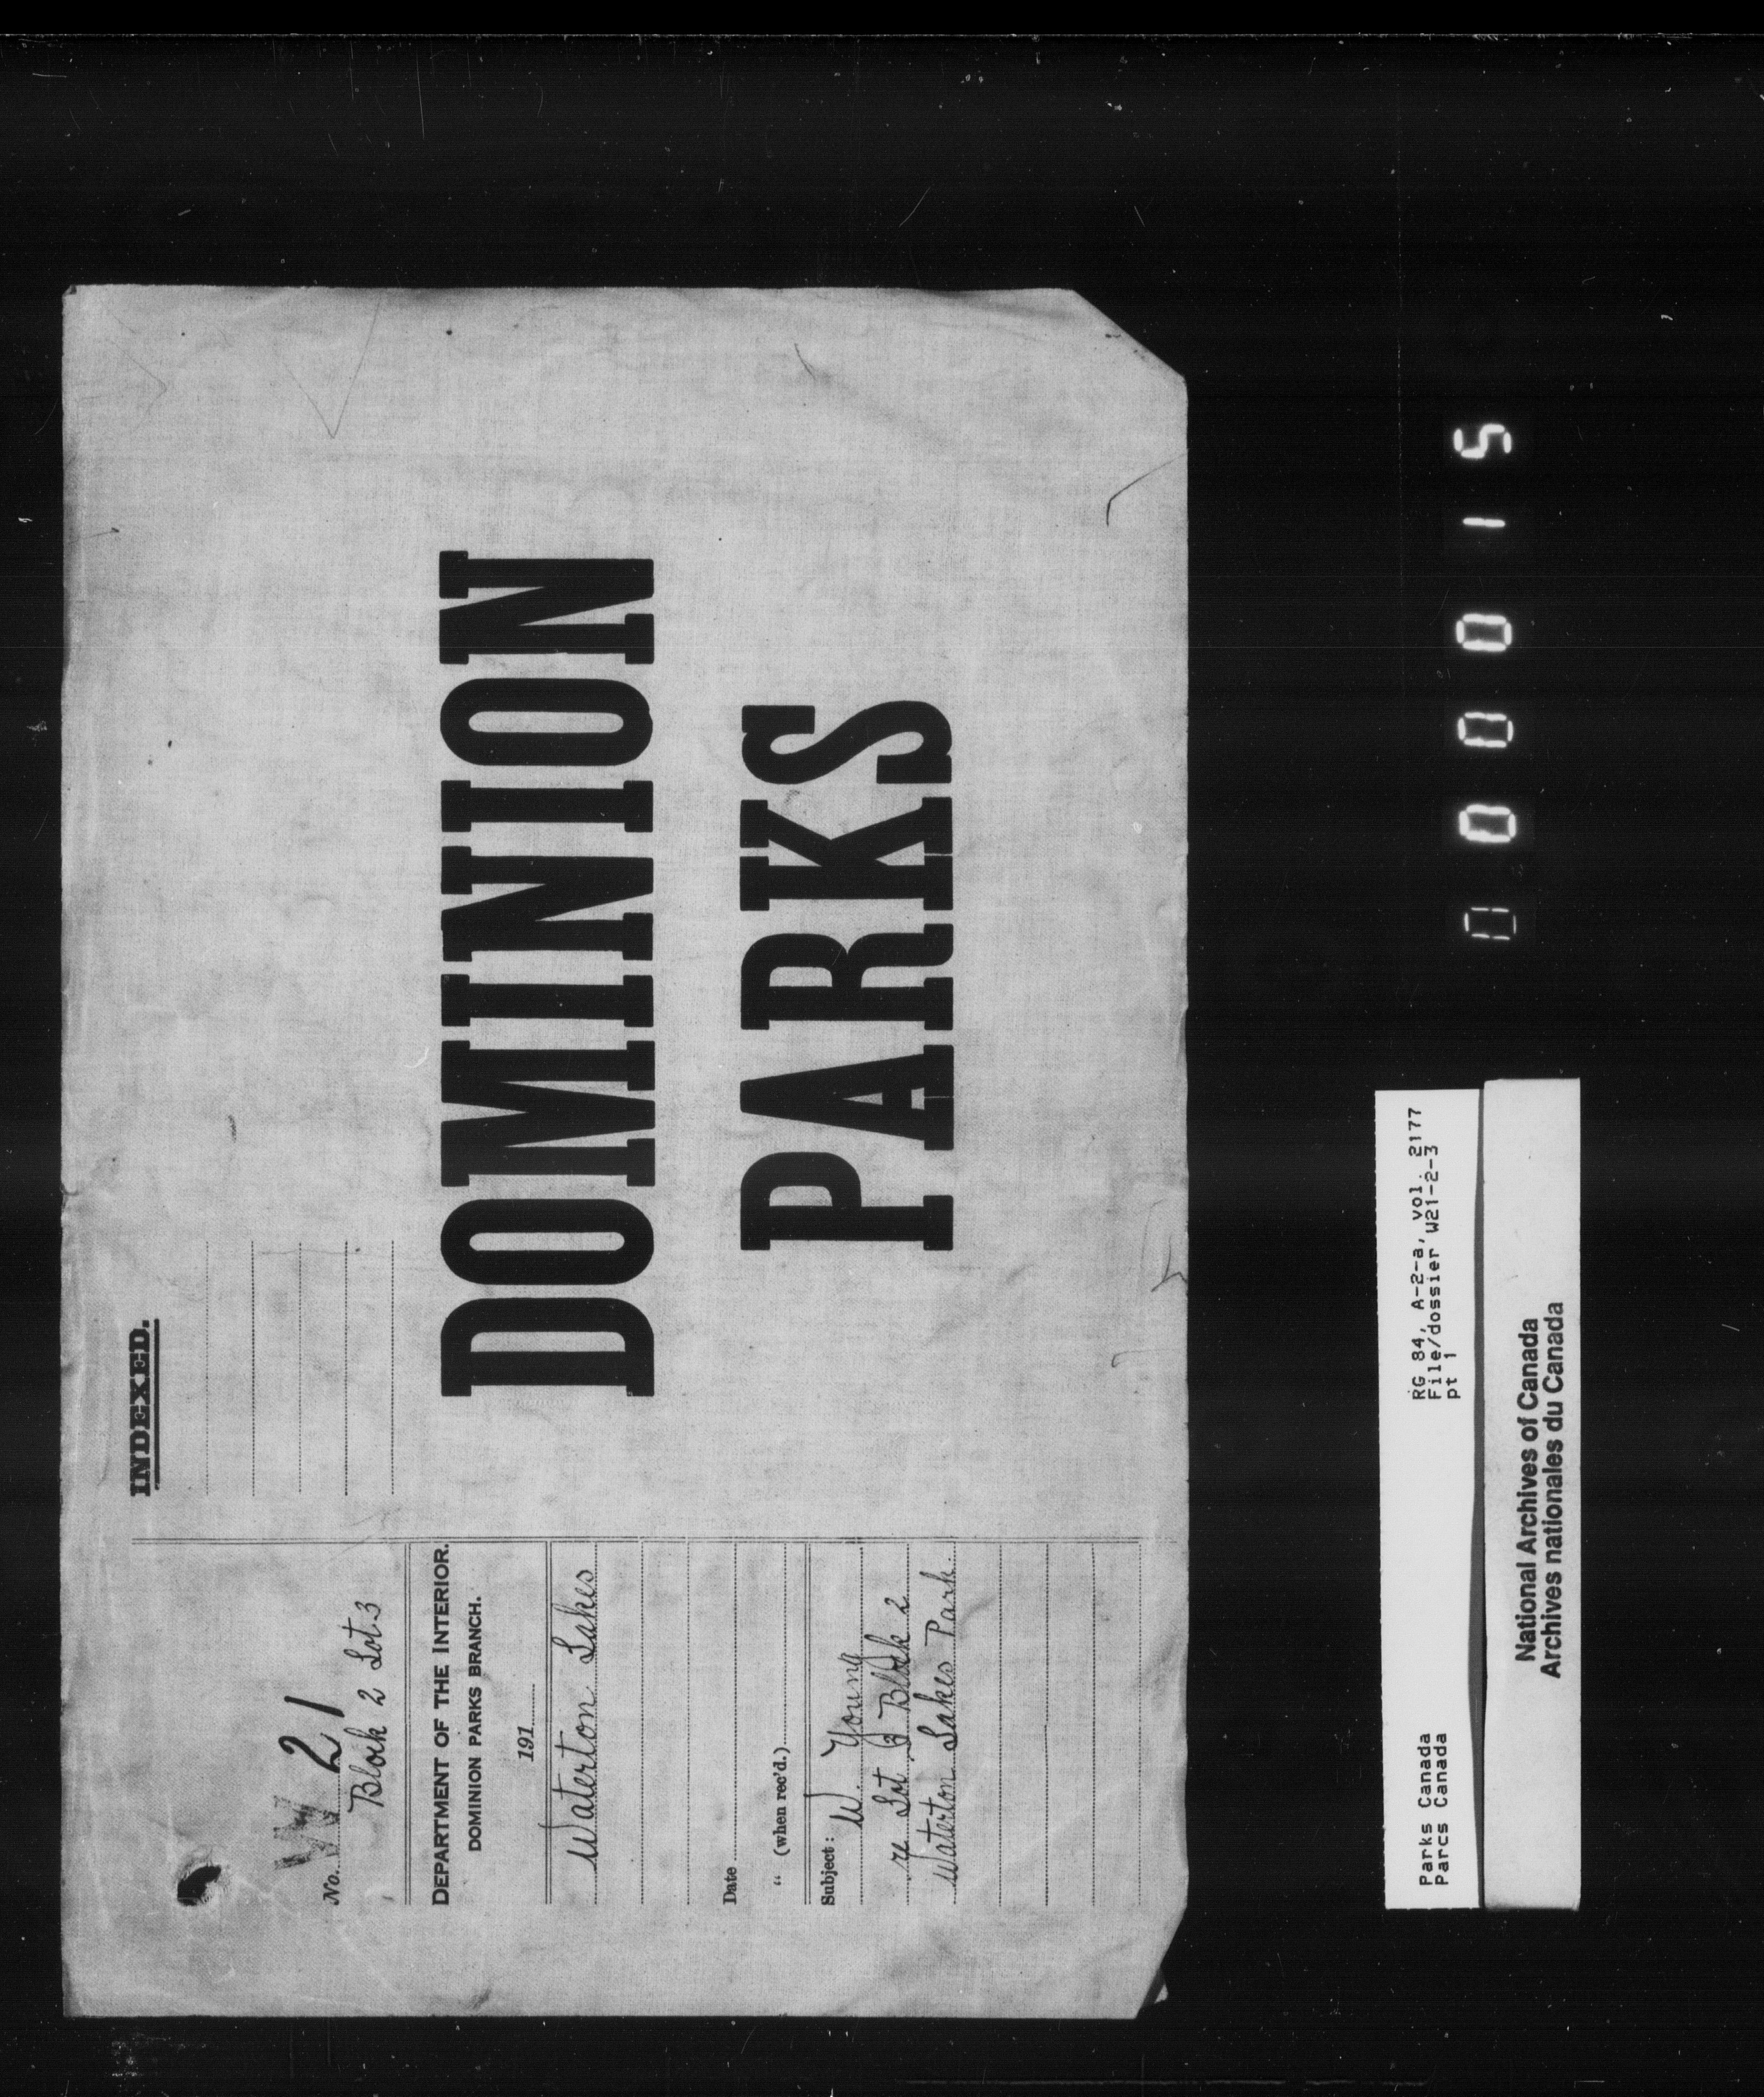 INDEXED.
No. W 21
Block 2 Lot 3
DEPARTMENT OF THE INTERIOR.
DOMINION PARKS BRANCH.
191
Waterton Lakes
Date
" (when rec'd.)
Subject: W. Young
re Lot 3 Block 2
Waterton Lakes Park.
DOMINION
PARKS
Parks Canada
Parcs Canada
RG 84, A-2-a, vol. 2177
File/dossier W21-2-3
pt 1
National Archives of Canada
Archives nationales du Canada
000015